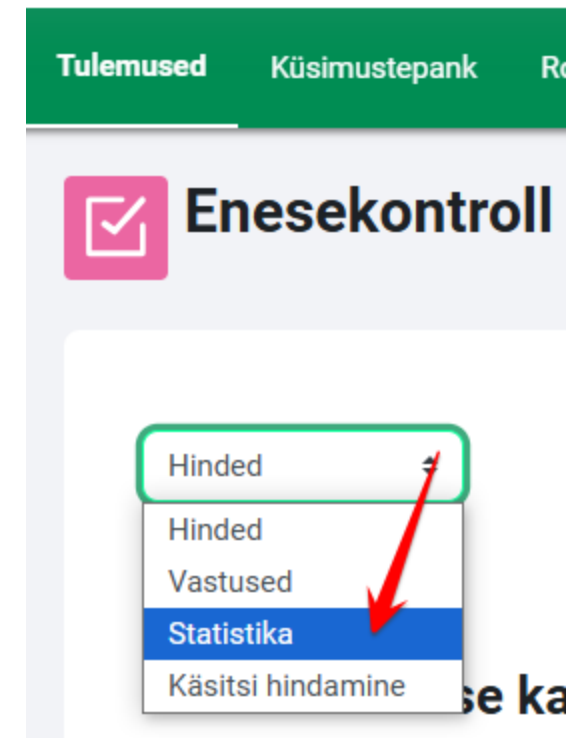 Tulemused Küsimustepank
Enesekontroll
Hinded
Hinded
Vastused
Statistika
Käsitsi hindamine